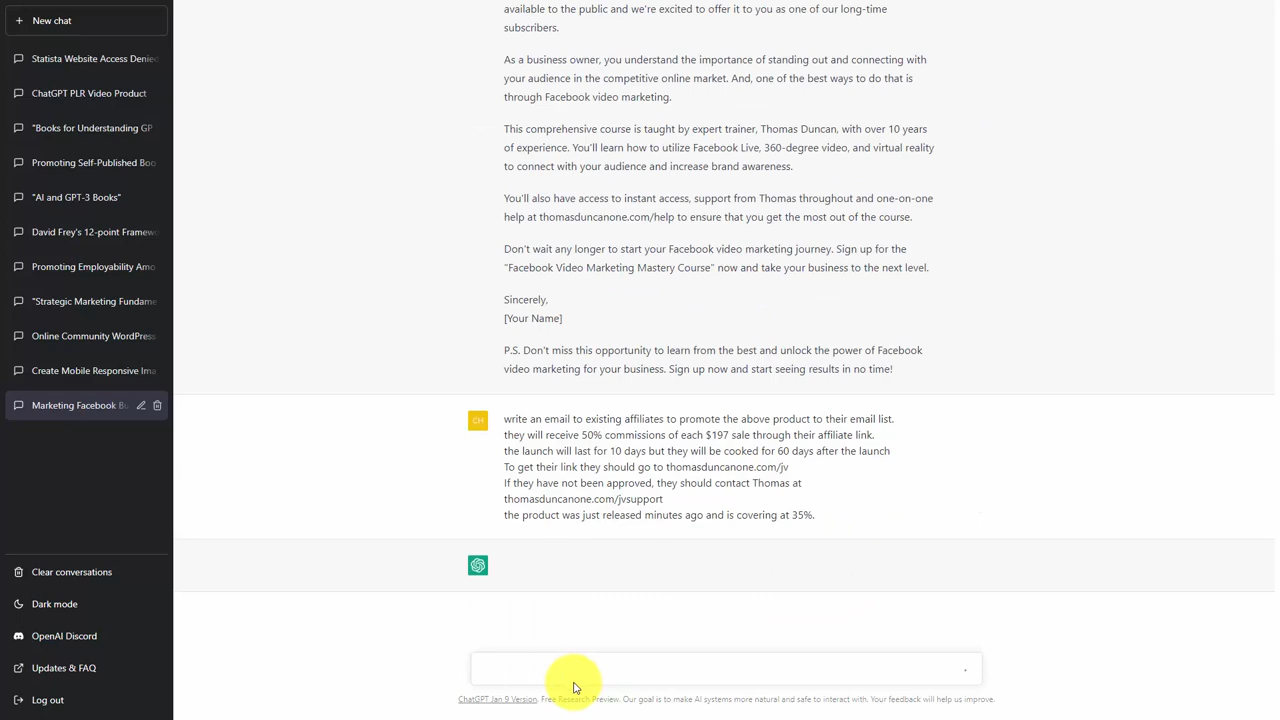 New chat
Statista Website Access Denie
ChatGPT PLR Video Product
"Books for Understanding GP
Promoting Self-Published Boo
"AI and GPT-3 Books"
David Frey's 12-point Framew
Promoting Employability Amo
"Strategic Marketing Fundame
Online Community WordPress
Create Mobile Responsive Ima
Marketing Facebook Bu
Clear conversations
Dark mode
OpenAI Discord
Updates & FAQ
Log out
available to the public and we're excited to offer it to you as one of our long-time
subscribers.
As a business owner, you understand the importance of standing out and connecting with
your audience in the competitive online market. And, one of the best ways to do that is
through Facebook video marketing.
This comprehensive course is taught by expert trainer, Thomas Duncan, with over 10 years
of experience. You'll learn how to utilize Facebook Live, 360-degree video, and virtual reality
to connect with your audience and increase brand awareness.
You'll also have access to instant access, support from Thomas throughout and one-on-one
help at thomasduncanone.com/help to ensure that you get the most out of the course.
Don't wait any longer to start your Facebook video marketing journey. Sign up for the
"Facebook Video Marketing Mastery Course" now and take your business to the next level.
Sincerely,
[Your Name]
P.S. Don't miss this opportunity to learn from the best and unlock the power of Facebook
video marketing for your business. Sign up now and start seeing results in no time!
CH
write an email to existing affiliates to promote the above product to their email list.
they will receive 50% commissions of each $197 sale through their affiliate link.
the launch will last for 10 days but they will be cooked for 60 days after the launch
To get their link they should go to thomasduncanone.com/jv
If they have not been approved, they should contact Thomas at
thomasduncanone.com/jvsupport
the product was just released minutes ago and is covering at 35%.
ChatGPT Jan 9 Version. Free Research Preview. Our goal is to make AI systems more natural and safe to interact with. Your feedback will help us improve.